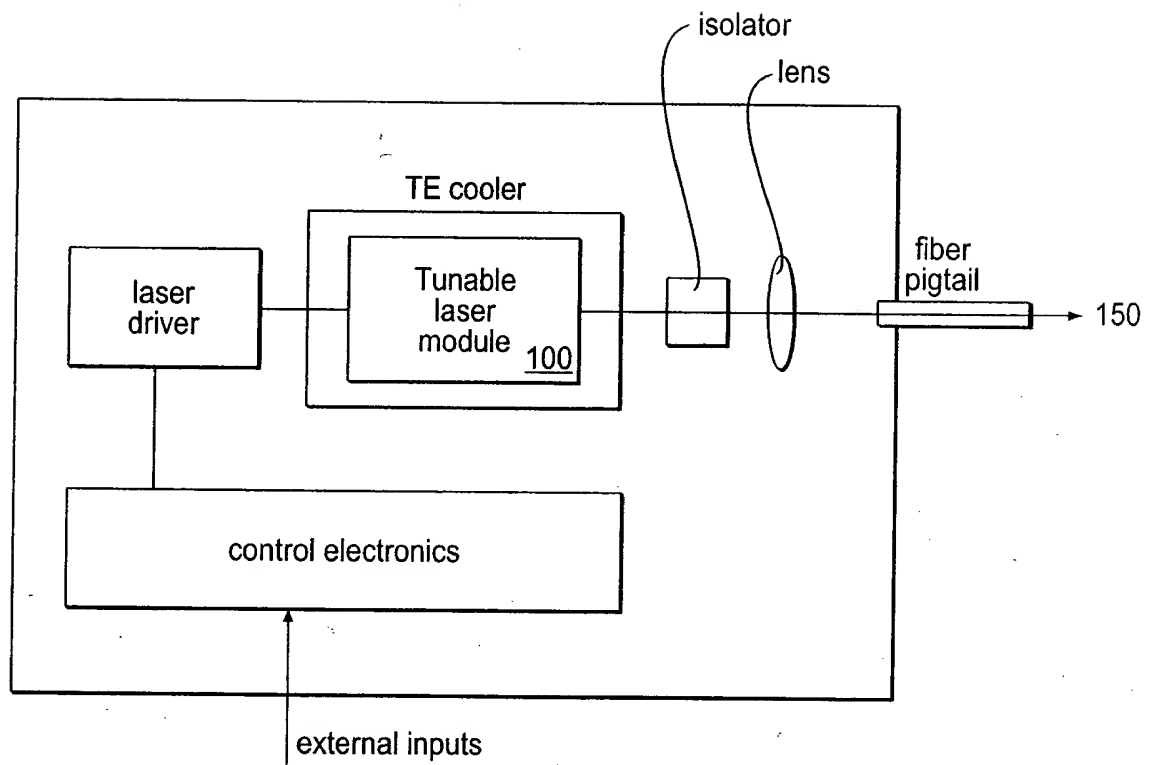 isolator
lens
TE cooler
fiber
pigtail
laser
driver
Tunable
laser
module
100
150
control electronics
external inputs